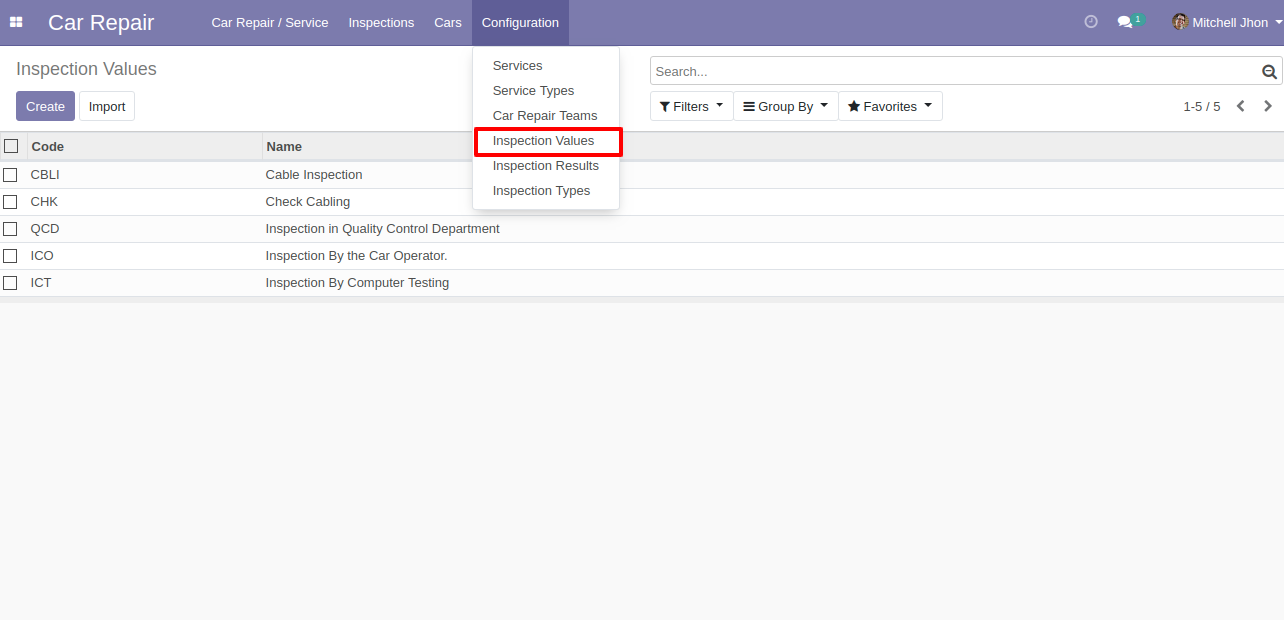 Car Repair Car Repair / Service Inspections Cars Configuration 1 Mitchell Jhon
Inspection Values
Search...
Create Import
Filters Group By Favorites 1-5 / 5
Services
Service Types
Car Repair Teams
Inspection Values
Inspection Results
Inspection Types
Code Name
CBLI Cable Inspection
CHK Check Cabling
QCD Inspection in Quality Control Department
ICO Inspection By the Car Operator.
ICT Inspection By Computer Testing